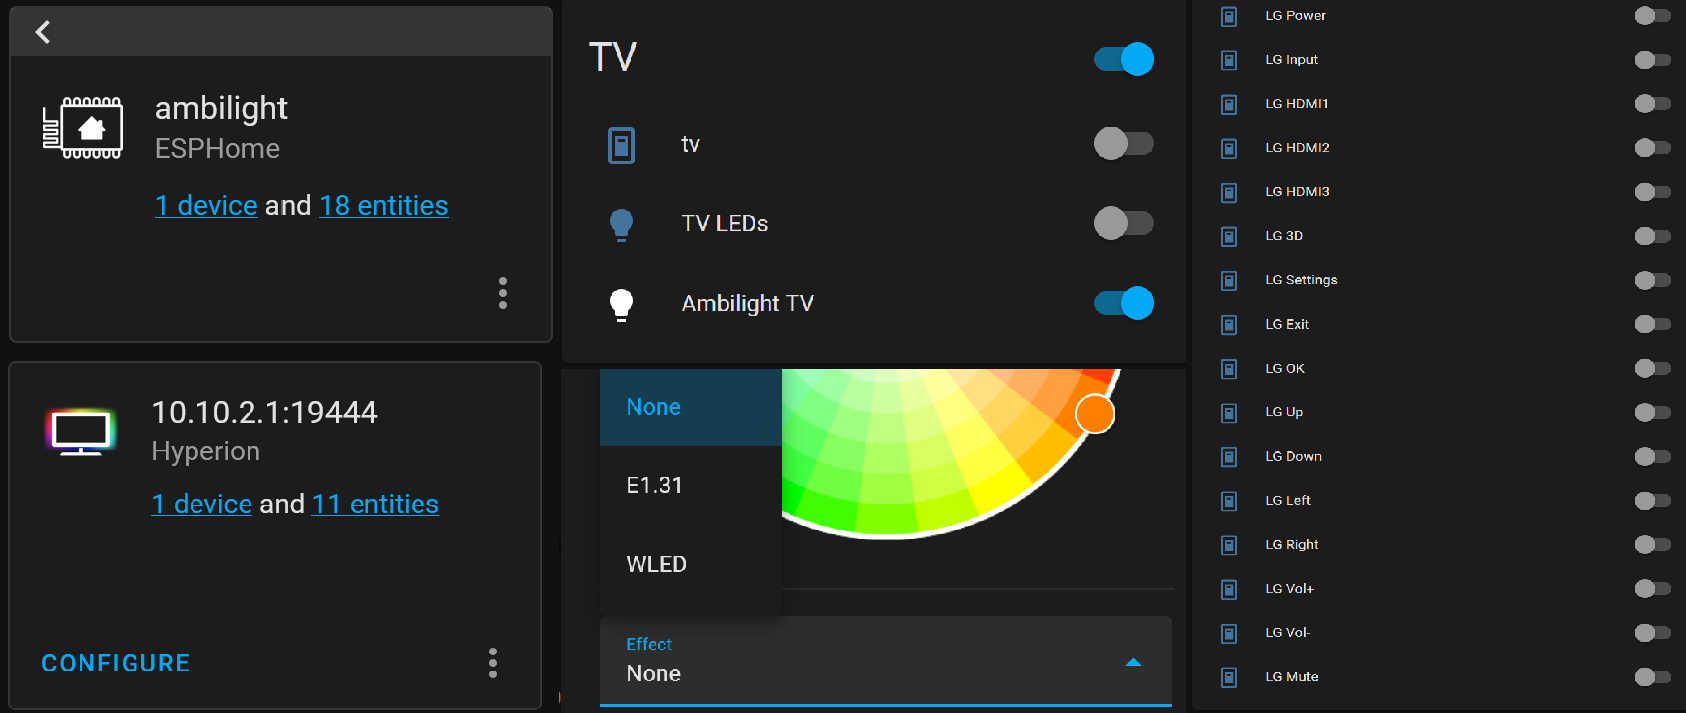 ambilight
ESPHome
1 device and 18 entities
10.10.2.1:19444
Hyperion
1 device and 11 entities
CONFIGURE
TV
tv
TV LEDs
Ambilight TV
None
E1.31
WLED
Effect
None
LG Power
LG Input
LG HDMI1
LG HDMI2
LG HDMI3
LG 3D
LG Settings
LG Exit
LG OK
LG Up
LG Down
LG Left
LG Right
LG Vol+
LG Vol-
LG Mute